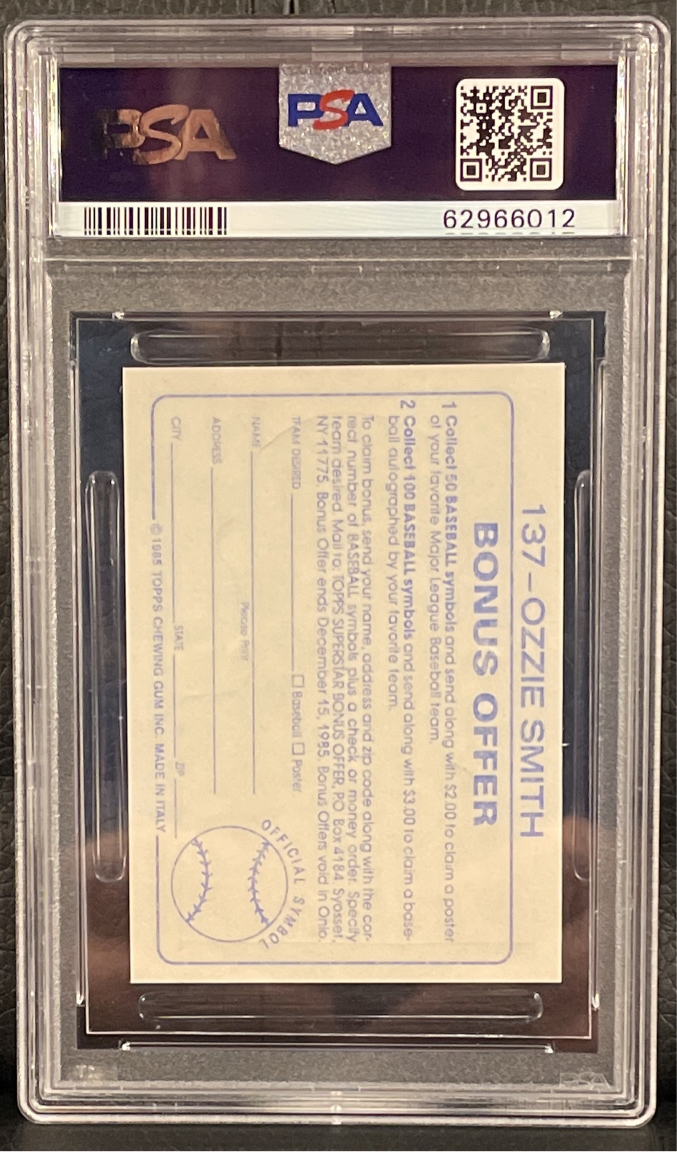 PSA
PSA
62966012
137-OZZIE SMITH
BONUS OFFER
1 Collect 50 BASEBALL symbols and send along with $2.00 to claim a poster
of your favorite Major League Baseball team.
2 Collect 100 BASEBALL symbols and send along with $3.00 to claim a base-
ball autographed by your favorite team.
To claim bonus, send your name, address and zip code along with the cor-
rect number of BASEBALL symbols plus a check or money order. Specify
team desired. Mail to: TOPPS SUPERSTAR BONUS OFFER, PO Box 4184, Syosset,
NY 11775. Bonus Offer ends December 15, 1985. Bonus Offers void in Ohio.
TEAM DESIRED ☐ Baseball ☐ Poster
NAME
Please Print
ADDRESS
CITY STATE ZIP
OFFICIAL SYMBOL
© 1985 TOPPS CHEWING GUM INC. MADE IN ITALY
PSA